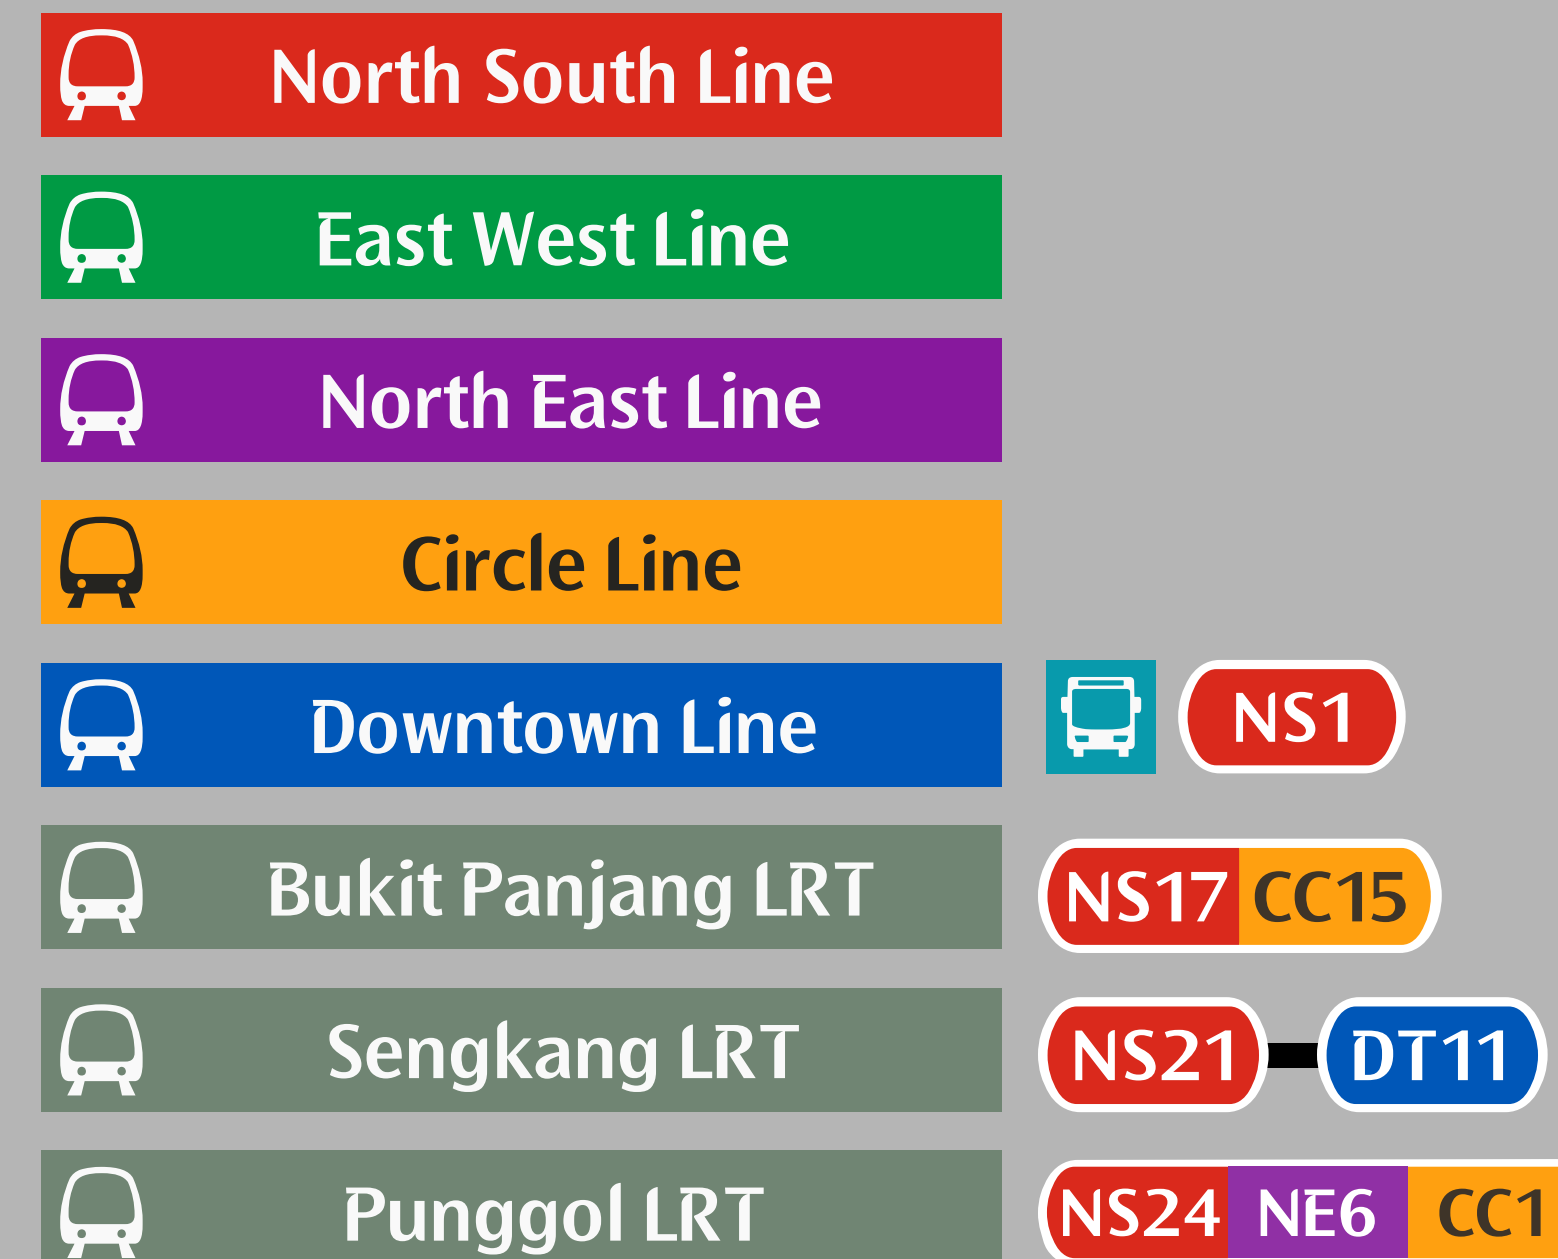 North South Line
East West Line
North East Line
Circle Line
Downtown Line
NS1
Bukit Panjang LRT
NS17 CC15
Sengkang LRT
NS21 DT11
Punggol LRT
NS24 NE6 CC1